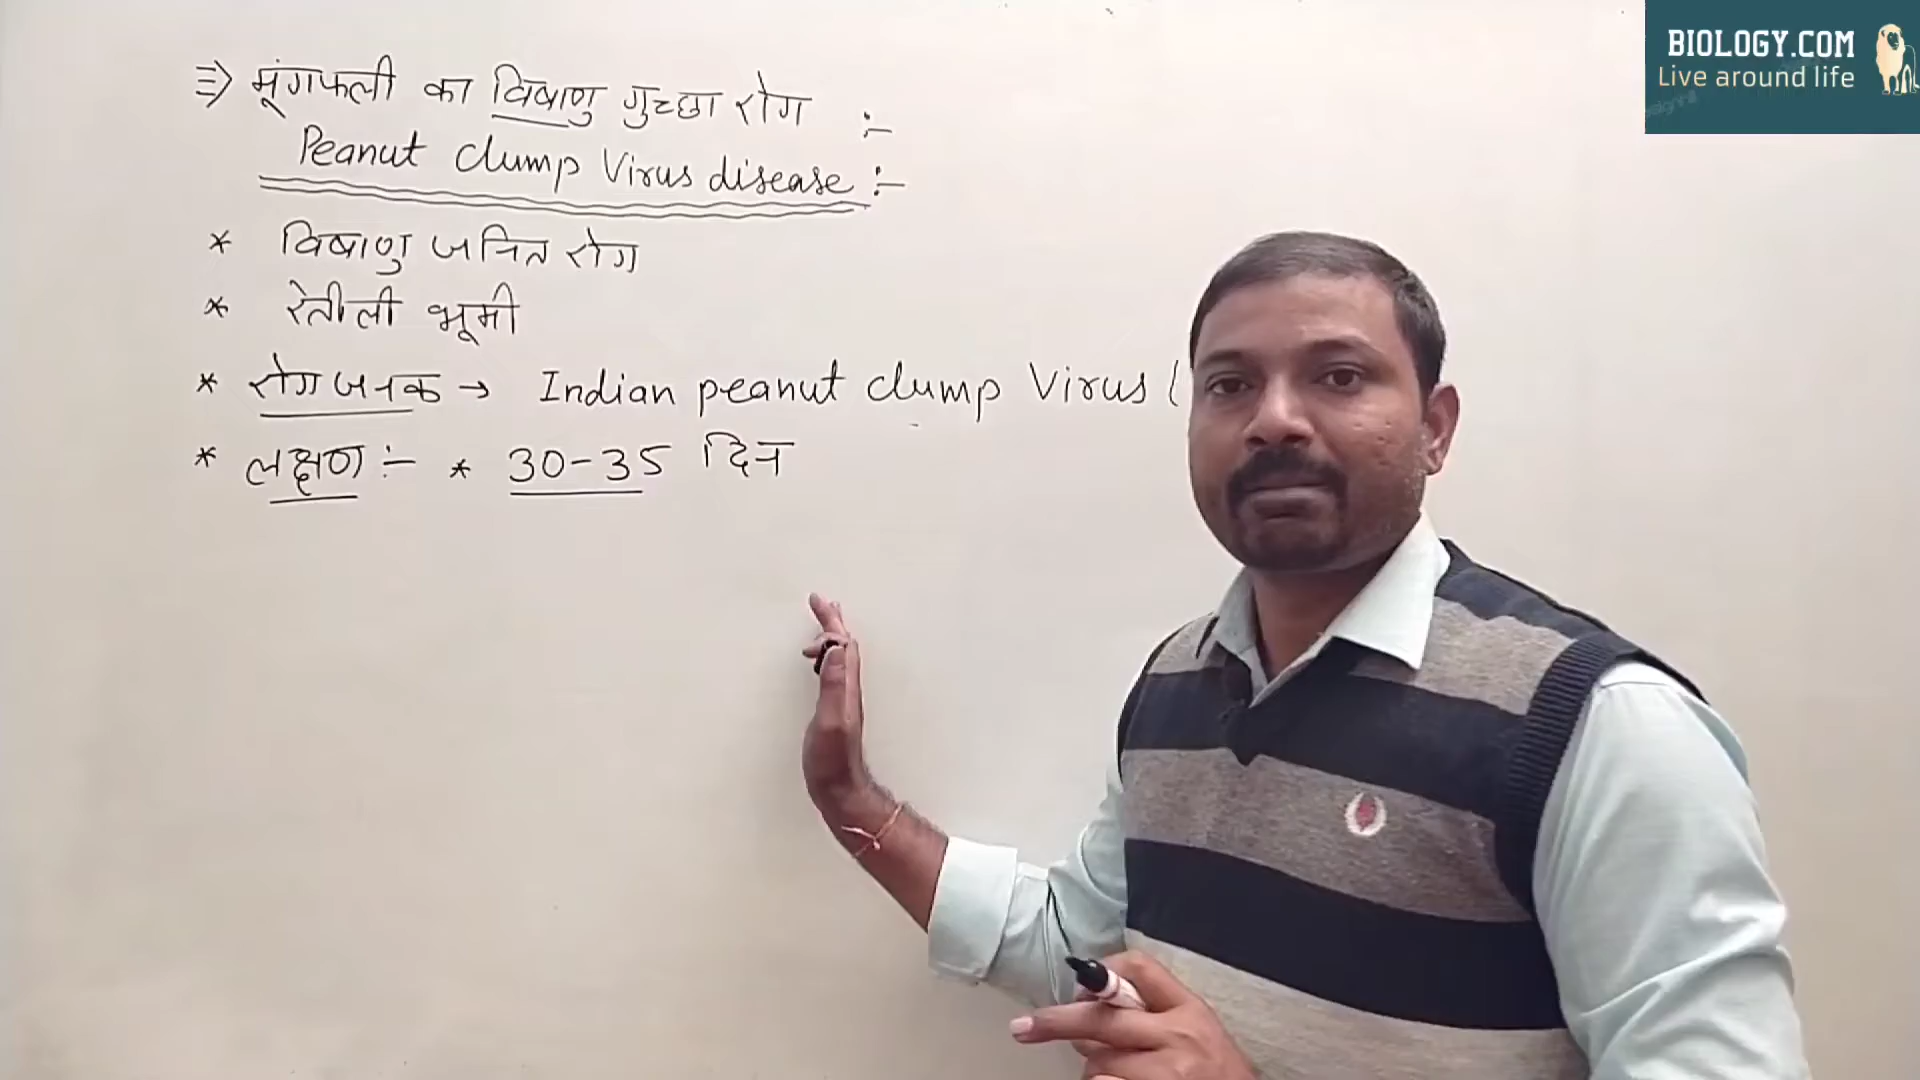 ⇒ मूंगफली का विषाणु गुच्छा रोग :-
Peanut clump Virus disease :-
* विषाणु जनित रोग
* रेतीली भूमी
* रोगजनक → Indian peanut clump Virus (
* लक्षण :- * 30-35 दिन
BIOLOGY.COM
Live around life